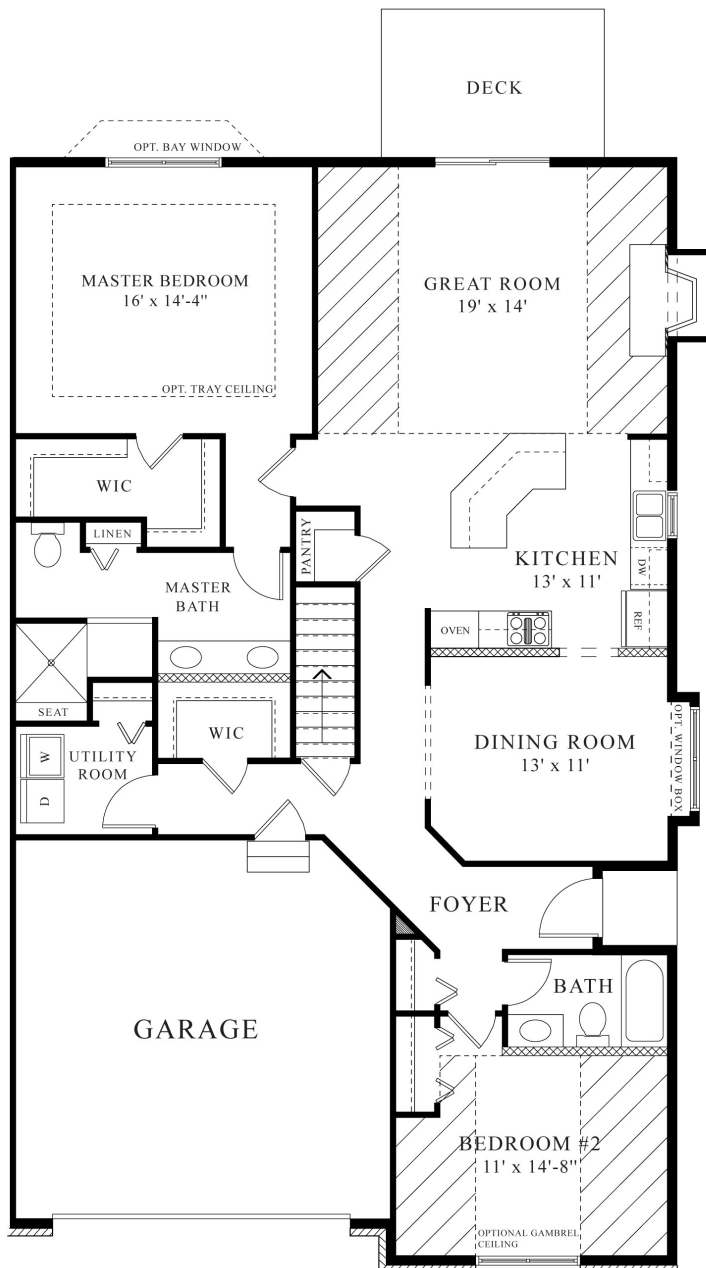 DECK
OPT. BAY WINDOW
MASTER BEDROOM
16' x 14'-4"
OPT. TRAY CEILING
GREAT ROOM
19' x 14'
WIC
LINEN
PANTRY
KITCHEN
13' x 11'
DW
REF
OVEN
MASTER
BATH
SEAT
WIC
UTILITY
ROOM
W
D
DINING ROOM
13' x 11'
OPT. WINDOW BOX
FOYER
BATH
GARAGE
BEDROOM #2
11' x 14'-8"
OPTIONAL GAMBREL
CEILING